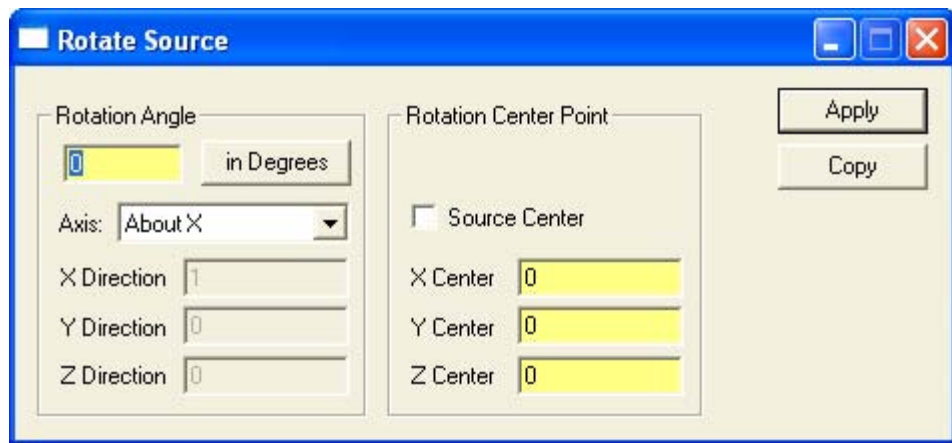 Rotate Source
Rotation Angle
0 in Degrees
Axis: About X
X Direction 1
Y Direction 0
Z Direction 0
Rotation Center Point
Source Center
X Center 0
Y Center 0
Z Center 0
Apply
Copy